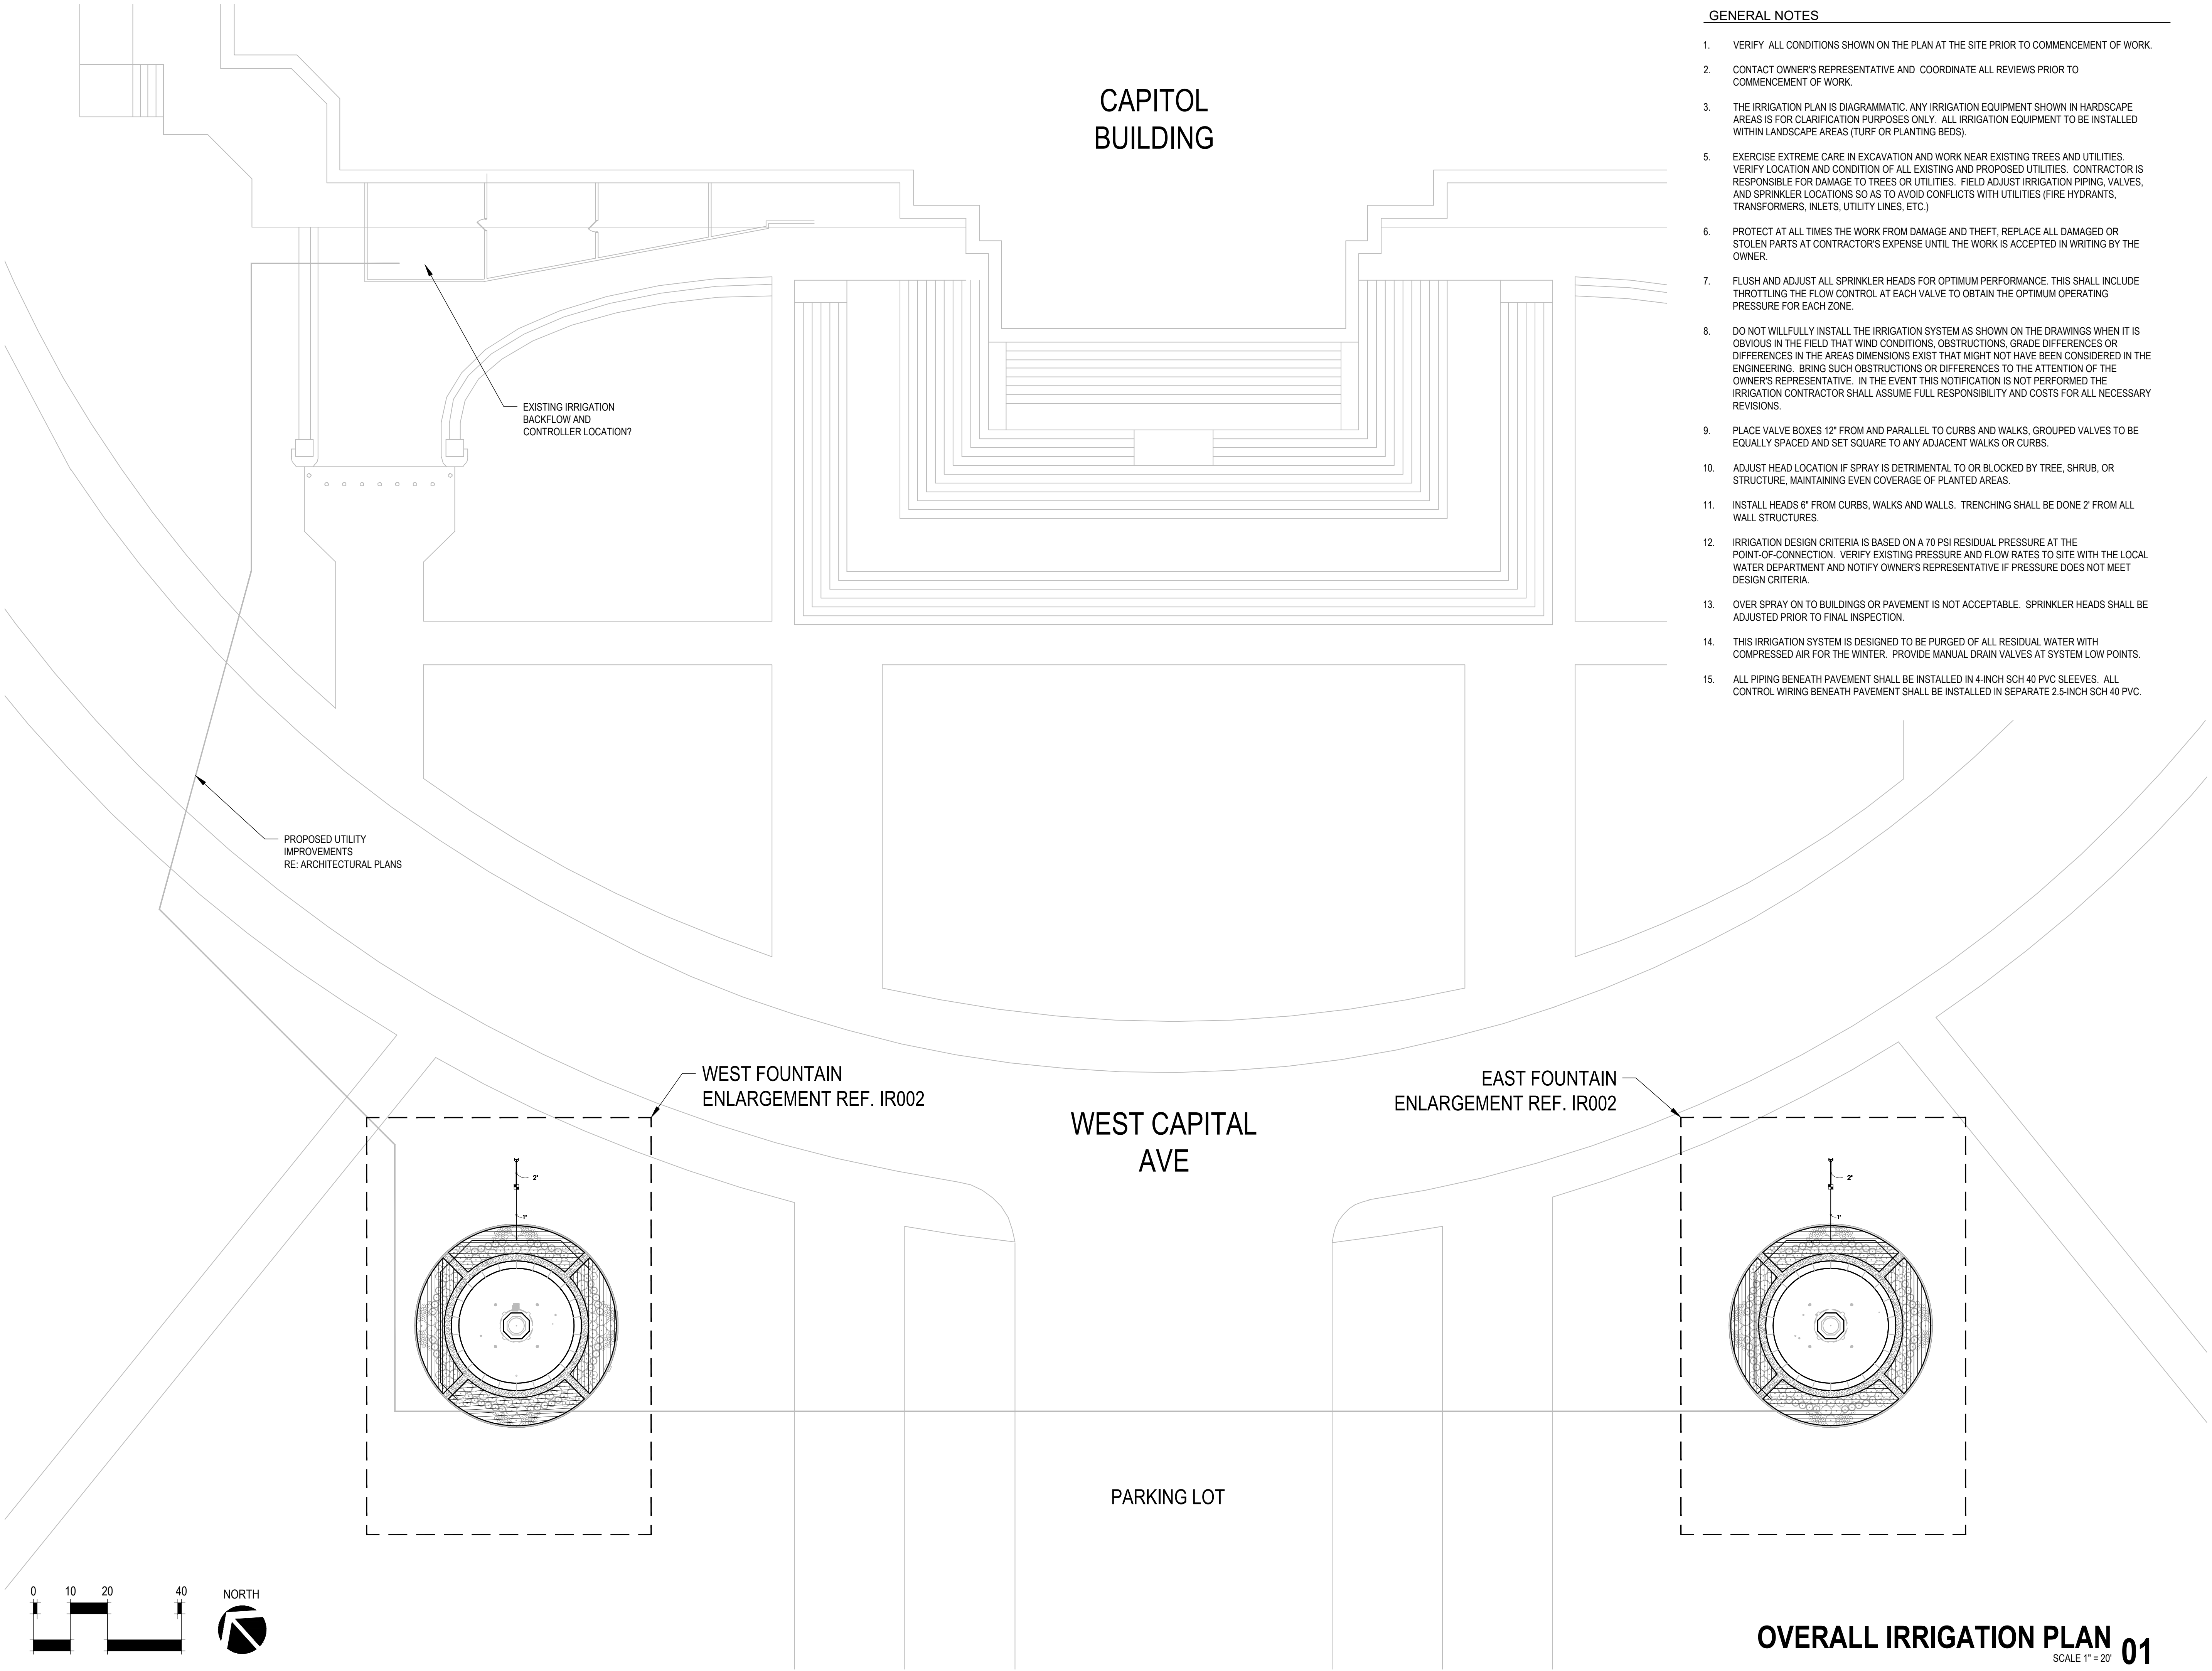 GENERAL NOTES
1. VERIFY ALL CONDITIONS SHOWN ON THE PLAN AT THE SITE PRIOR TO COMMENCEMENT OF WORK.
2. CONTACT OWNER'S REPRESENTATIVE AND COORDINATE ALL REVIEWS PRIOR TO
COMMENCEMENT OF WORK.
3. THE IRRIGATION PLAN IS DIAGRAMMATIC. ANY IRRIGATION EQUIPMENT SHOWN IN HARDSCAPE
AREAS IS FOR CLARIFICATION PURPOSES ONLY. ALL IRRIGATION EQUIPMENT TO BE INSTALLED
WITHIN LANDSCAPE AREAS (TURF OR PLANTING BEDS).
5. EXERCISE EXTREME CARE IN EXCAVATION AND WORK NEAR EXISTING TREES AND UTILITIES.
VERIFY LOCATION AND CONDITION OF ALL EXISTING AND PROPOSED UTILITIES. CONTRACTOR IS
RESPONSIBLE FOR DAMAGE TO TREES OR UTILITIES. FIELD ADJUST IRRIGATION PIPING, VALVES,
AND SPRINKLER LOCATIONS SO AS TO AVOID CONFLICTS WITH UTILITIES (FIRE HYDRANTS,
TRANSFORMERS, INLETS, UTILITY LINES, ETC.)
6. PROTECT AT ALL TIMES THE WORK FROM DAMAGE AND THEFT, REPLACE ALL DAMAGED OR
STOLEN PARTS AT CONTRACTOR'S EXPENSE UNTIL THE WORK IS ACCEPTED IN WRITING BY THE
OWNER.
7. FLUSH AND ADJUST ALL SPRINKLER HEADS FOR OPTIMUM PERFORMANCE. THIS SHALL INCLUDE
THROTTLING THE FLOW CONTROL AT EACH VALVE TO OBTAIN THE OPTIMUM OPERATING
PRESSURE FOR EACH ZONE.
8. DO NOT WILLFULLY INSTALL THE IRRIGATION SYSTEM AS SHOWN ON THE DRAWINGS WHEN IT IS
OBVIOUS IN THE FIELD THAT WIND CONDITIONS, OBSTRUCTIONS, GRADE DIFFERENCES OR
DIFFERENCES IN THE AREAS DIMENSIONS EXIST THAT MIGHT NOT HAVE BEEN CONSIDERED IN THE
ENGINEERING. BRING SUCH OBSTRUCTIONS OR DIFFERENCES TO THE ATTENTION OF THE
OWNER'S REPRESENTATIVE. IN THE EVENT THIS NOTIFICATION IS NOT PERFORMED THE
IRRIGATION CONTRACTOR SHALL ASSUME FULL RESPONSIBILITY AND COSTS FOR ALL NECESSARY
REVISIONS.
9. PLACE VALVE BOXES 12" FROM AND PARALLEL TO CURBS AND WALKS, GROUPED VALVES TO BE
EQUALLY SPACED AND SET SQUARE TO ANY ADJACENT WALKS OR CURBS.
10. ADJUST HEAD LOCATION IF SPRAY IS DETRIMENTAL TO OR BLOCKED BY TREE, SHRUB, OR
STRUCTURE, MAINTAINING EVEN COVERAGE OF PLANTED AREAS.
11. INSTALL HEADS 6" FROM CURBS, WALKS AND WALLS. TRENCHING SHALL BE DONE 2' FROM ALL
WALL STRUCTURES.
12. IRRIGATION DESIGN CRITERIA IS BASED ON A 70 PSI RESIDUAL PRESSURE AT THE
POINT-OF-CONNECTION. VERIFY EXISTING PRESSURE AND FLOW RATES TO SITE WITH THE LOCAL
WATER DEPARTMENT AND NOTIFY OWNER'S REPRESENTATIVE IF PRESSURE DOES NOT MEET
DESIGN CRITERIA.
13. OVER SPRAY ON TO BUILDINGS OR PAVEMENT IS NOT ACCEPTABLE. SPRINKLER HEADS SHALL BE
ADJUSTED PRIOR TO FINAL INSPECTION.
14. THIS IRRIGATION SYSTEM IS DESIGNED TO BE PURGED OF ALL RESIDUAL WATER WITH
COMPRESSED AIR FOR THE WINTER. PROVIDE MANUAL DRAIN VALVES AT SYSTEM LOW POINTS.
15. ALL PIPING BENEATH PAVEMENT SHALL BE INSTALLED IN 4-INCH SCH 40 PVC SLEEVES. ALL
CONTROL WIRING BENEATH PAVEMENT SHALL BE INSTALLED IN SEPARATE 2.5-INCH SCH 40 PVC.
CAPITOL
BUILDING
EXISTING IRRIGATION
BACKFLOW AND
CONTROLLER LOCATION?
PROPOSED UTILITY
IMPROVEMENTS
RE: ARCHITECTURAL PLANS
WEST FOUNTAIN
ENLARGEMENT REF. IR002
EAST FOUNTAIN
ENLARGEMENT REF. IR002
WEST CAPITAL
AVE
2"
1"
2"
1"
PARKING LOT
0 10 20 40
NORTH
OVERALL IRRIGATION PLAN 01
SCALE 1" = 20'